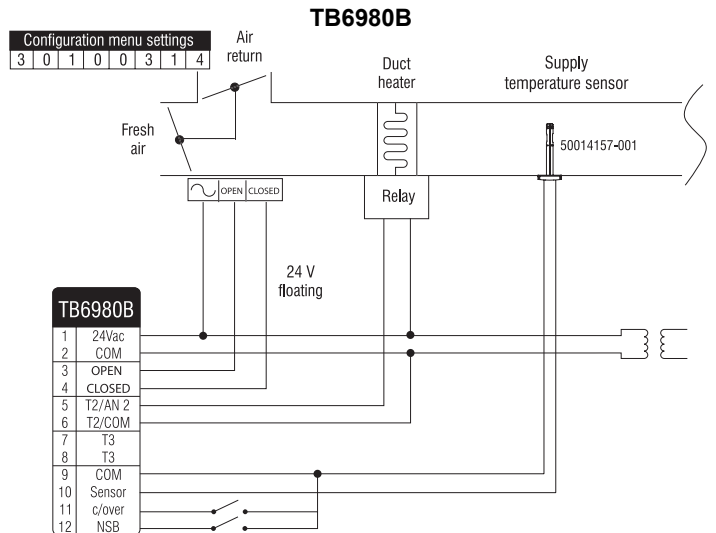 TB6980B
Configuration menu settings
3 0 1 0 0 3 1 4
Air
return
Duct
heater
Supply
temperature sensor
Fresh
air
50014157-001
OPEN CLOSED
Relay
24 V
floating
TB6980B
1 24Vac
2 COM
3 OPEN
4 CLOSED
5 T2/AN 2
6 T2/COM
7 T3
8 T3
9 COM
10 Sensor
11 c/over
12 NSB